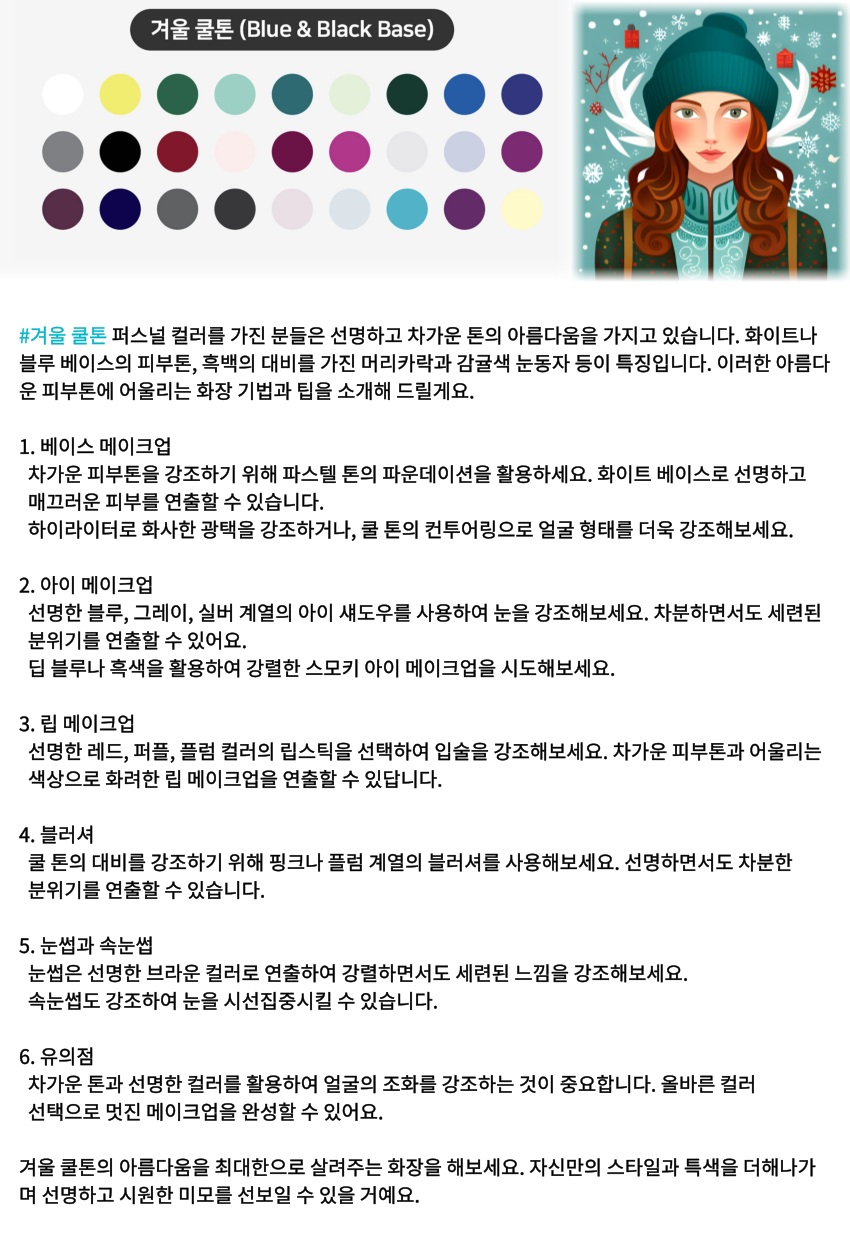 겨울 쿨톤 (Blue & Black Base)
#겨울 쿨톤 퍼스널 컬러를 가진 분들은 선명하고 차가운 톤의 아름다움을 가지고 있습니다. 화이트나
블루 베이스의 피부톤, 흑백의 대비를 가진 머리카락과 감귤색 눈동자 등이 특징입니다. 이러한 아름다
운 피부톤에 어울리는 화장 기법과 팁을 소개해 드릴게요.
1. 베이스 메이크업
차가운 피부톤을 강조하기 위해 파스텔 톤의 파운데이션을 활용하세요. 화이트 베이스로 선명하고
매끄러운 피부를 연출할 수 있습니다.
하이라이터로 화사한 광택을 강조하거나, 쿨 톤의 컨투어링으로 얼굴 형태를 더욱 강조해보세요.
2. 아이 메이크업
선명한 블루, 그레이, 실버 계열의 아이 섀도우를 사용하여 눈을 강조해보세요. 차분하면서도 세련된
분위기를 연출할 수 있어요.
딥 블루나 흑색을 활용하여 강렬한 스모키 아이 메이크업을 시도해보세요.
3. 립 메이크업
선명한 레드, 퍼플, 플럼 컬러의 립스틱을 선택하여 입술을 강조해보세요. 차가운 피부톤과 어울리는
색상으로 화려한 립 메이크업을 연출할 수 있답니다.
4. 블러셔
쿨 톤의 대비를 강조하기 위해 핑크나 플럼 계열의 블러셔를 사용해보세요. 선명하면서도 차분한
분위기를 연출할 수 있습니다.
5. 눈썹과 속눈썹
눈썹은 선명한 브라운 컬러로 연출하여 강렬하면서도 세련된 느낌을 강조해보세요.
속눈썹도 강조하여 눈을 시선집중시킬 수 있습니다.
6. 유의점
차가운 톤과 선명한 컬러를 활용하여 얼굴의 조화를 강조하는 것이 중요합니다. 올바른 컬러
선택으로 멋진 메이크업을 완성할 수 있어요.
겨울 쿨톤의 아름다움을 최대한으로 살려주는 화장을 해보세요. 자신만의 스타일과 특색을 더해나가
며 선명하고 시원한 미모를 선보일 수 있을 거예요.